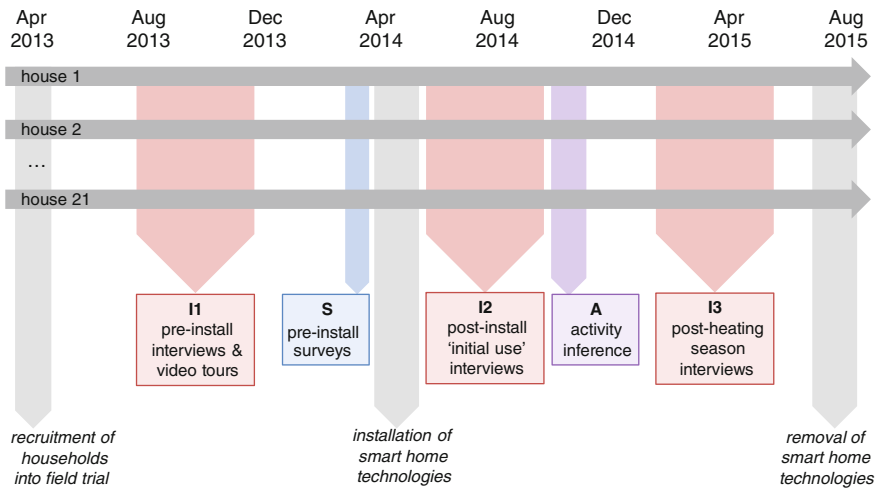 Apr Aug Dec Apr Aug Dec Apr Aug
2013 2013 2013 2014 2014 2014 2015 2015
house 1
house 2
...
house 21
I1
pre-install
interviews &
video tours
S
pre-install
surveys
I2
post-install
‘initial use’
interviews
A
activity
inference
I3
post-heating
season
interviews
recruitment of
households
into field trial
installation of
smart home
technologies
removal of
smart home
technologies